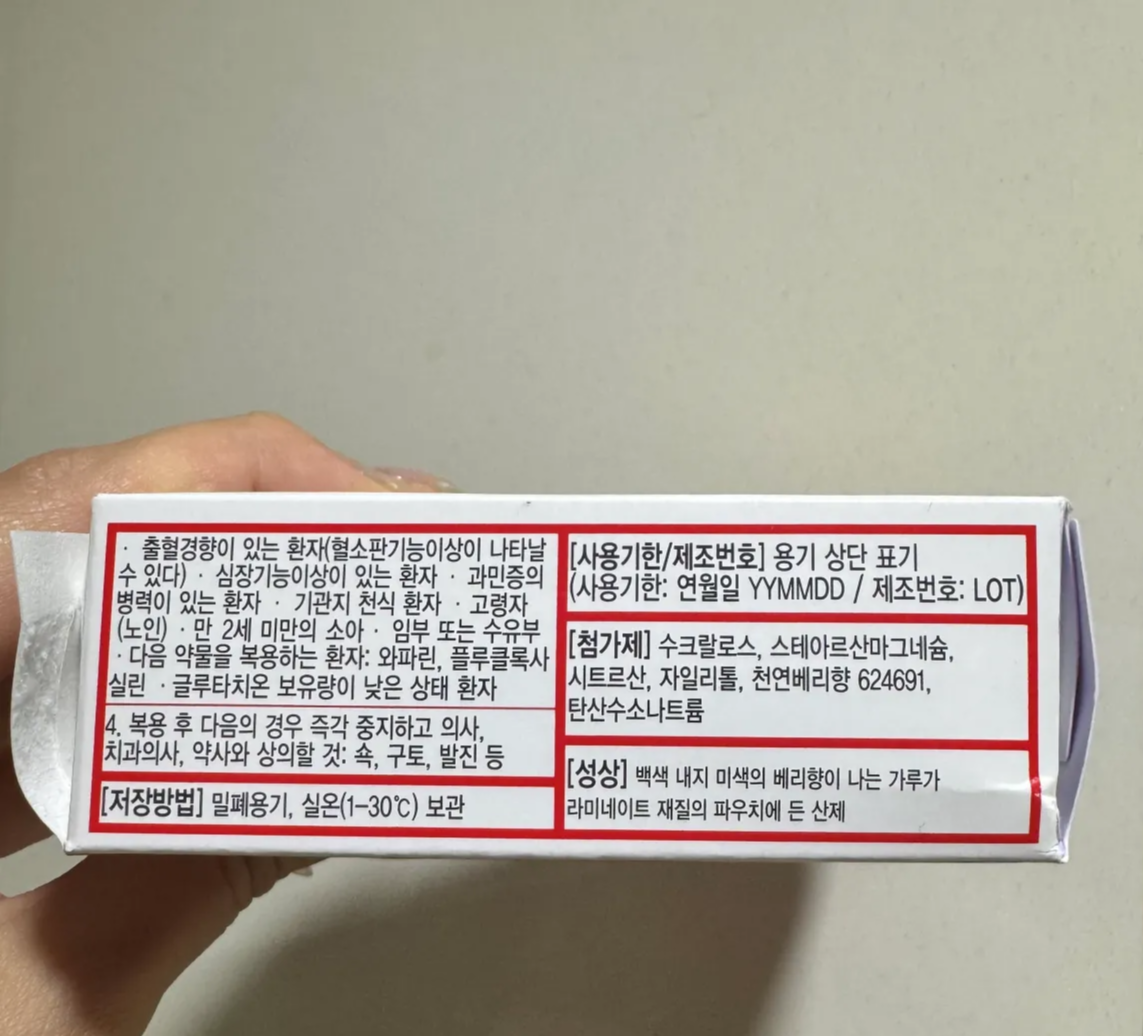 · 출혈경향이 있는 환자(혈소판기능이상이 나타날
수 있다) · 심장기능이상이 있는 환자 · 과민증의
병력이 있는 환자 · 기관지 천식 환자 · 고령자
(노인) · 만 2세 미만의 소아 · 임부 또는 수유부
· 다음 약물을 복용하는 환자: 와파린, 플루클록사
실린 · 글루타치온 보유량이 낮은 상태 환자
4. 복용 후 다음의 경우 즉각 중지하고 의사,
치과의사, 약사와 상의할 것: 쇽, 구토, 발진 등
[저장방법] 밀폐용기, 실온(1-30℃) 보관
[사용기한/제조번호] 용기 상단 표기
(사용기한: 연월일 YYMMDD / 제조번호: LOT)
[첨가제] 수크랄로스, 스테아르산마그네슘,
시트르산, 자일리톨, 천연베리향 624691,
탄산수소나트륨
[성상] 백색 내지 미색의 베리향이 나는 가루가
라미네이트 재질의 파우치에 든 산제